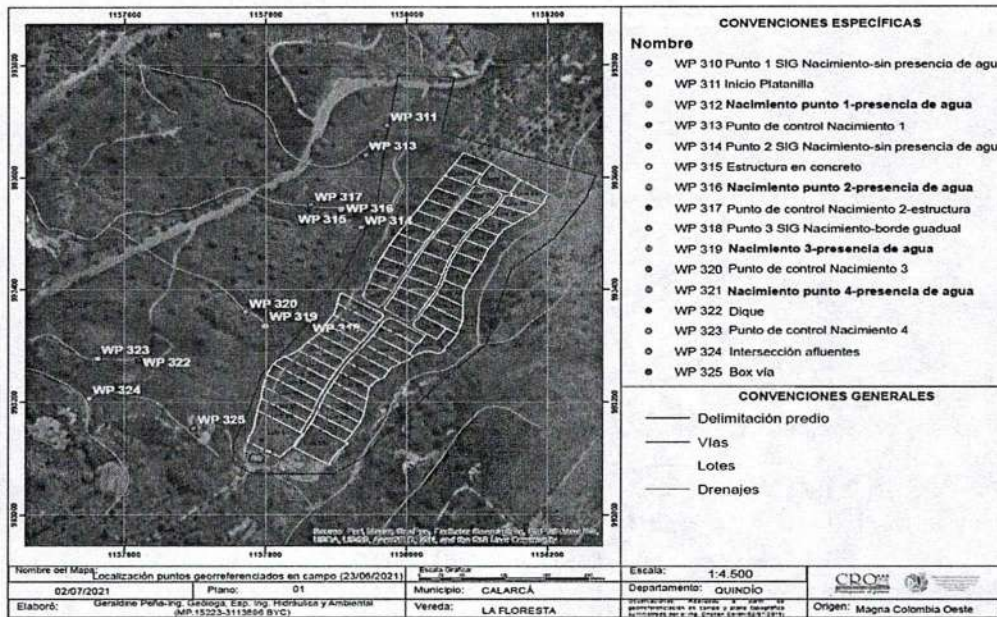 1157600 1157800 1158000 1158200
WP 311
WP 313
WP 317
WP 316
WP 315
WP 314
WP 320
WP 319
WP 318
WP 323
WP 322
WP 324
WP 325
1157600 1157800 1158000 1158200
CONVENCIONES ESPECÍFICAS
Nombre
WP 310 Punto 1 SIG Nacimiento-sin presencia de agu
WP 311 Inicio Platanilla
WP 312 Nacimiento punto 1-presencia de agua
WP 313 Punto de control Nacimiento 1
WP 314 Punto 2 SIG Nacimiento-sin presencia de agu
WP 315 Estructura en concreto
WP 316 Nacimiento punto 2-presencia de agua
WP 317 Punto de control Nacimiento 2-estructura
WP 318 Punto 3 SIG Nacimiento-borde guadual
WP 319 Nacimiento 3-presencia de agua
WP 320 Punto de control Nacimiento 3
WP 321 Nacimiento punto 4-presencia de agua
WP 322 Dique
WP 323 Punto de control Nacimiento 4
WP 324 Intersección afluentes
WP 325 Box vía
CONVENCIONES GENERALES
Delimitación predio
Vías
Lotes
Drenajes
Nombre del Mapa:
Localización puntos georreferenciados en campo (23/06/2021)
Escala Grafica
Escala: 1:4.500
02/07/2021 Plano: 01 Municipio: CALARCÁ Departamento: QUINDÍO
CRQ
Elaboró: Geraldine Peña-Ing. Geóloga, Esp. Ing. Hidráulica y Ambiental
Vereda: LA FLORESTA
Origen: Magna Colombia Oeste